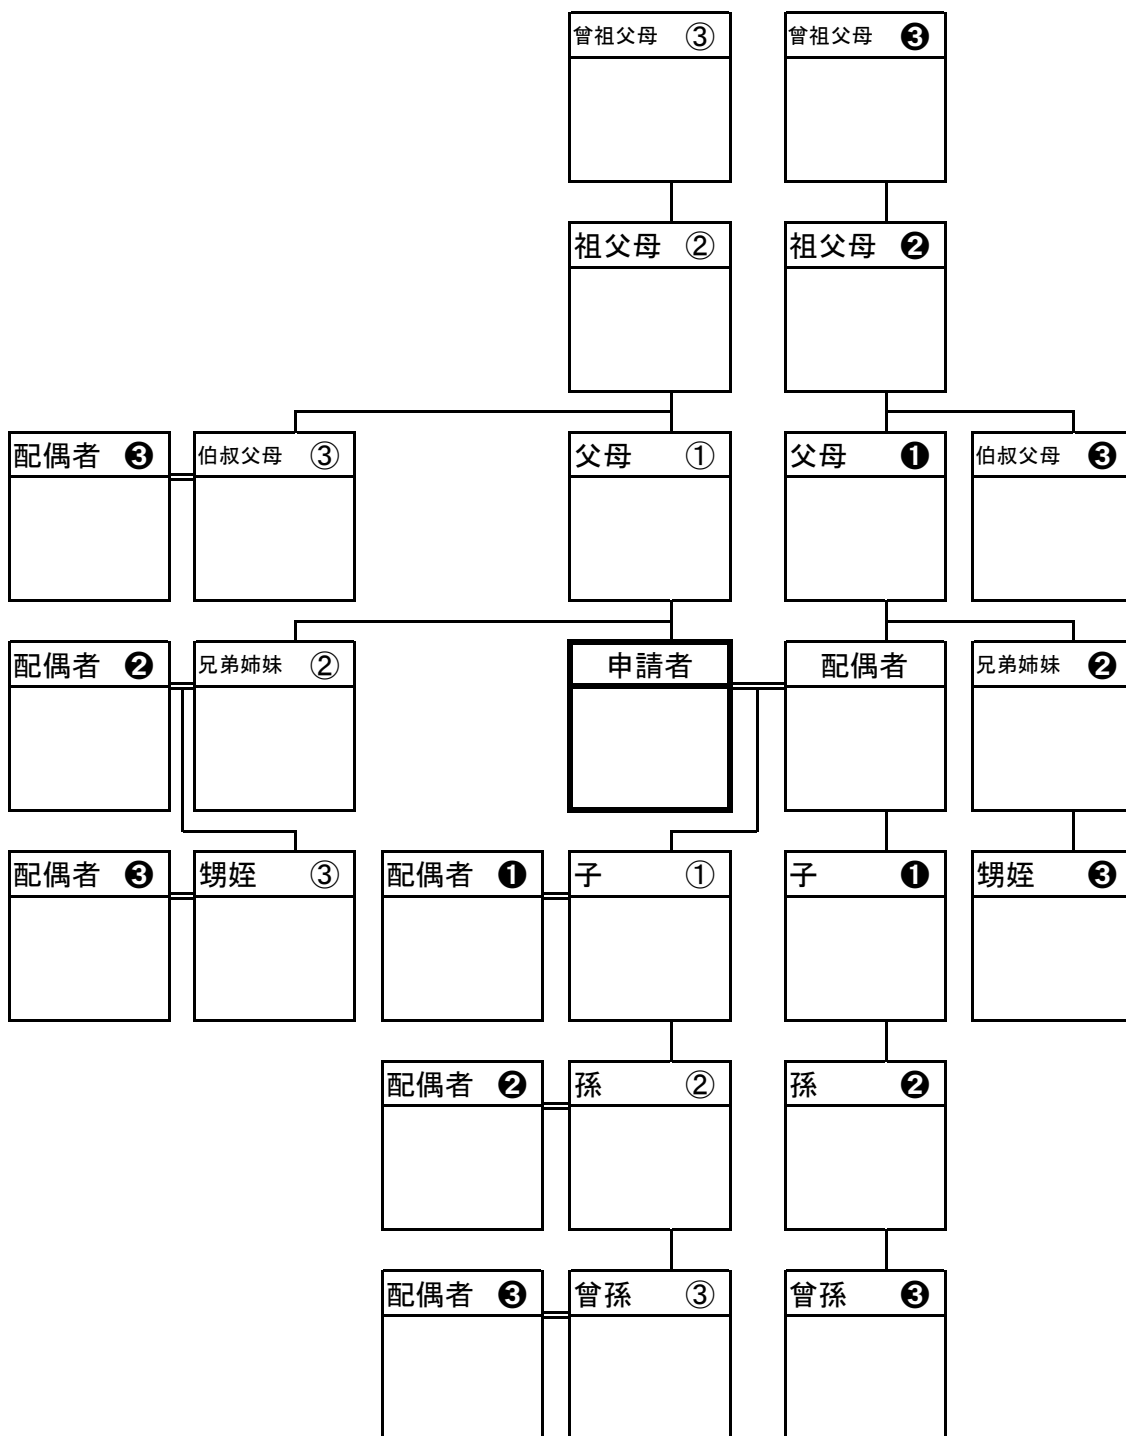 曾祖父母 ③
曾祖父母 ❸
祖父母 ②
祖父母 ❷
配偶者 ❸
伯叔父母 ③
父母 ①
父母 ❶
伯叔父母 ❸
配偶者 ❷
兄弟姉妹 ②
申請者
配偶者
兄弟姉妹 ❷
配偶者 ❸
甥姪 ③
配偶者 ❶
子 ①
子 ❶
甥姪 ❸
配偶者 ❷
孫 ②
孫 ❷
配偶者 ❸
曾孫 ③
曾孫 ❸